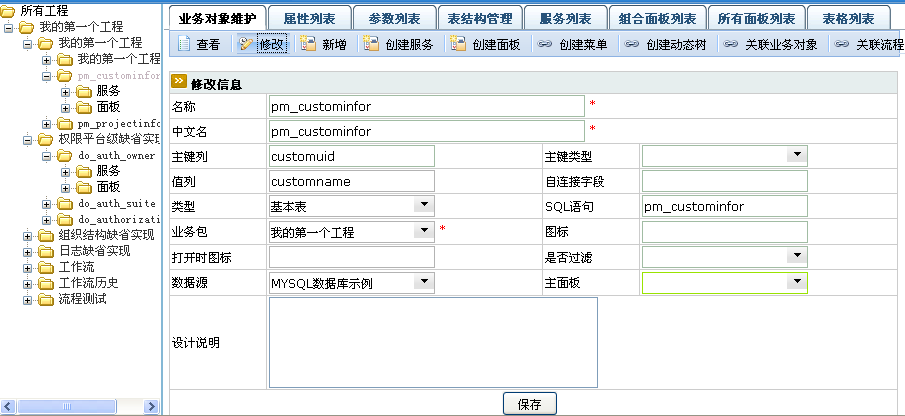 所有工程
我的第一个工程
我的第一个工程
我的第一个工程
pm_custominfor
服务
面板
pm_projectinfo
权限平台级缺省实现
do_auth_owner
服务
面板
do_auth_suite
do_authorizati
组织结构缺省实现
日志缺省实现
工作流
工作流历史
流程测试
业务对象维护 属性列表 参数列表 表结构管理 服务列表 组合面板列表 所有面板列表 表格列表
查看 修改 新增 创建服务 创建面板 创建菜单 创建动态树 关联业务对象 关联流程
修改信息
名称 pm_custominfor *
中文名 pm_custominfor *
主键列 customuid 主键类型
值列 customname 自连接字段
类型 基本表 SQL语句 pm_custominfor
业务包 我的第一个工程 * 图标
打开时图标 是否过滤
数据源 MYSQL数据库示例 主面板
设计说明
保存